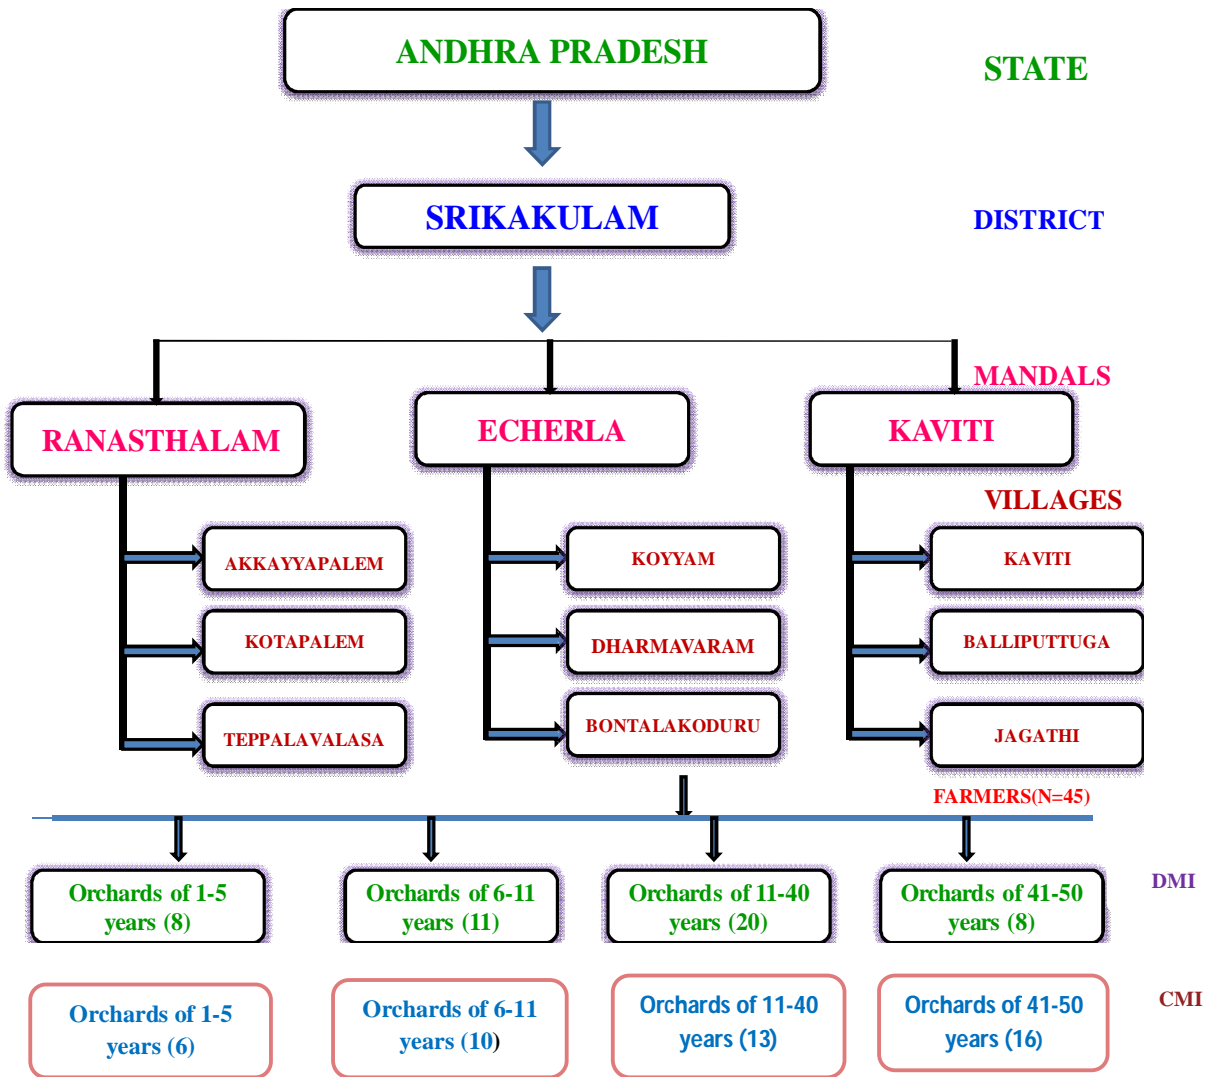 ANDHRA PRADESH
STATE
SRIKAKULAM
DISTRICT
MANDALS
RANASTHALAM
ECHERLA
KAVITI
VILLAGES
AKKAYYAPALEM
KOYYAM
KAVITI
KOTAPALEM
DHARMAVARAM
BALLIPUTTUGA
TEPPALAVALASA
BONTALAKODURU
JAGATHI
FARMERS(N=45)
Orchards of 1-5
years (8)
Orchards of 6-11
years (11)
Orchards of 11-40
years (20)
Orchards of 41-50
years (8)
DMI
Orchards of 1-5
years (6)
Orchards of 6-11
years (10)
Orchards of 11-40
years (13)
Orchards of 41-50
years (16)
CMI